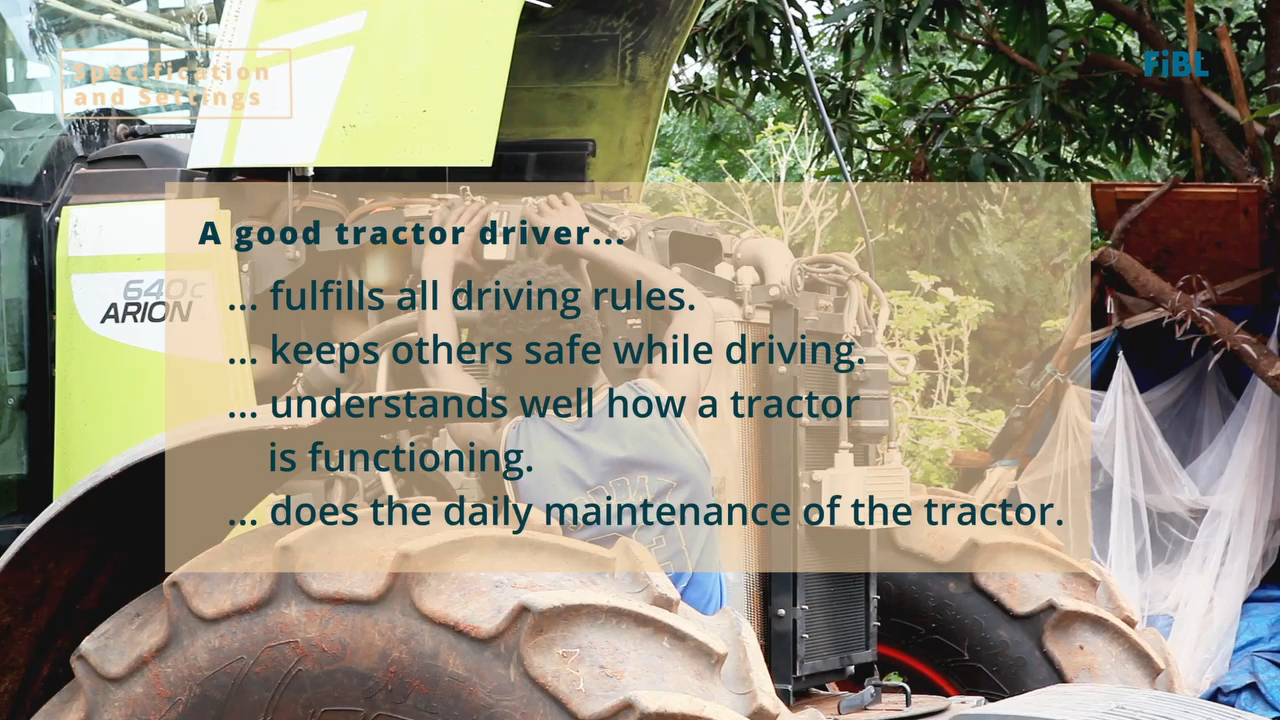 Specification
and Settings
FiBL
A good tractor driver...
... fulfills all driving rules.
640c
ARION
... keeps others safe while driving.
... understands well how a tractor
is functioning.
... does the daily maintenance of the tractor.